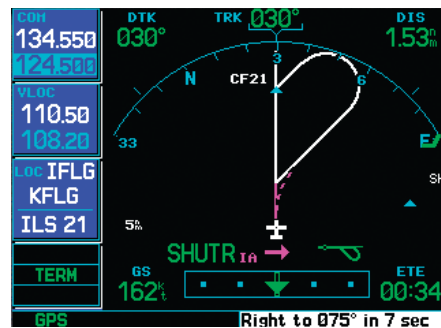 COM
134.550
124.500
VLOC
110.50
108.20
LOC IFLG
KFLG
ILS 21
TERM
GPS
DTK
030°
TRK 030°
DIS
1.53nm
N
3
6
E
33
CF21
SH
5nm
SHUTR IA
GS
162kt
ETE
00:34
Right to 075° in 7 sec